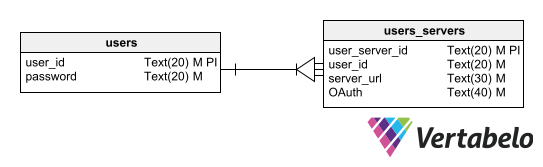 users
user_id Text(20) M PI
password Text(20) M
users_servers
user_server_id Text(20) M PI
user_id Text(20) M
server_url Text(30) M
OAuth Text(40) M
Vertabelo